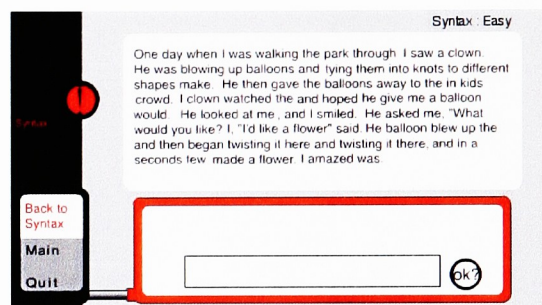 Syntax : Easy
One day when I was walking the park through I saw a clown.
He was blowing up balloons and tying them into knots to different
shapes make. He then gave the balloons away to the in kids
crowd. I clown watched the and hoped he give me a balloon
would. He looked at me, and I smiled. He asked me, "What
would you like? I, "I'd like a flower" said. He balloon blew up the
and then began twisting it here and twisting it there, and in a
seconds few made a flower. I amazed was
Syntax
Back to
Syntax
Main
Quit
ok?